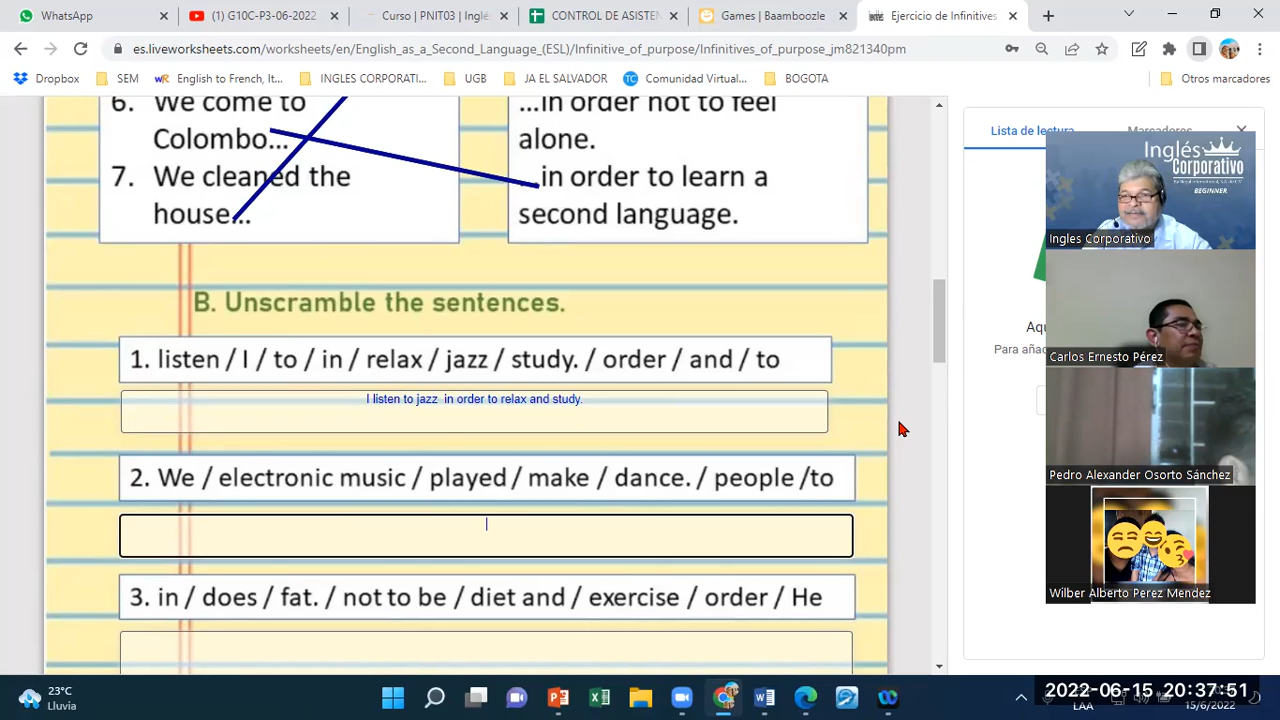 WhatsApp
(1) G10C-P3-06-2022
Curso | PNIT03 | Inglé
CONTROL DE ASISTE
Games | Baamboozle
Ejercicio de Infinitives
es.liveworksheets.com/worksheets/en/English_as_a_Second_Language_(ESL)/Infinitive_of_purpose/Infinitives_of_purpose_jm821340pm
Dropbox
SEM
English to French, It...
INGLES CORPORATI...
UGB
JA EL SALVADOR
Comunidad Virtual...
BOGOTA
Otros marcadores
6. We come to
Colombo...
7. We cleaned the
house...
...in order not to feel
alone.
...in order to learn a
second language.
B. Unscramble the sentences.
1. listen / I / to / in / relax / jazz / study. / order / and / to
I listen to jazz in order to relax and study.
2. We / electronic music / played / make / dance. / people /to
3. in / does / fat. / not to be / diet and / exercise / order / He
Lista de lectura
Marcadores
Aqu
Para añad
Inglés
Corporativo
BEGINNER
Ingles Corporativo
Carlos Ernesto Pérez
Pedro Alexander Osorto Sánchez
Wilber Alberto Perez Mendez
23°C
Lluvia
LAA
2022-06-15 20:37:51
15/6/2022